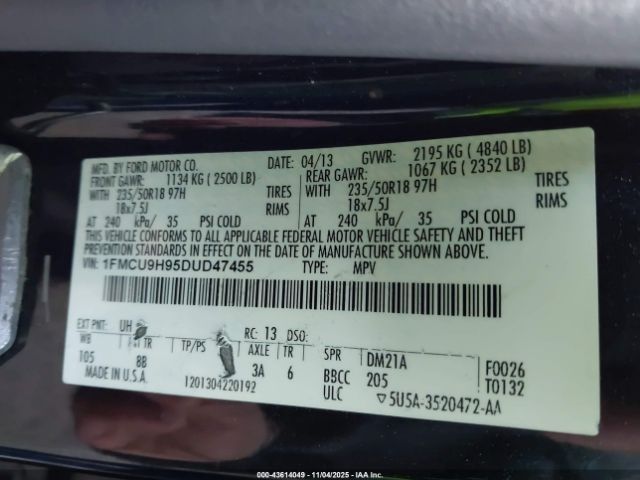 MFD. BY FORD MOTOR CO.
DATE: 04/13 GVWR: 2195 KG ( 4840 LB)
FRONT GAWR: 1134 KG ( 2500 LB) REAR GAWR: 1067 KG ( 2352 LB)
WITH 235/50R18 97H TIRES WITH 235/50R18 97H TIRES
18x7.5J RIMS 18x7.5J RIMS
AT 240 kPa/ 35 PSI COLD AT 240 kPa/ 35 PSI COLD
THIS VEHICLE CONFORMS TO ALL APPLICABLE FEDERAL MOTOR VEHICLE SAFETY AND THEFT
PREVENTION STANDARDS IN EFFECT ON THE DATE OF MANUFACTURE SHOWN ABOVE.
VIN: 1FMCU9H95DUD47455 TYPE: MPV
EXT PNT: UH RC: 13 DSO:
WB TR TP/PS AXLE TR SPR DM21A F0026
105 8B 3A 6 BBCC 205 T0132
MADE IN U.S.A. 1201304220192 ULC 5U5A-3520472-AA
000-43614049 - 11/04/2025 - IAA Inc.